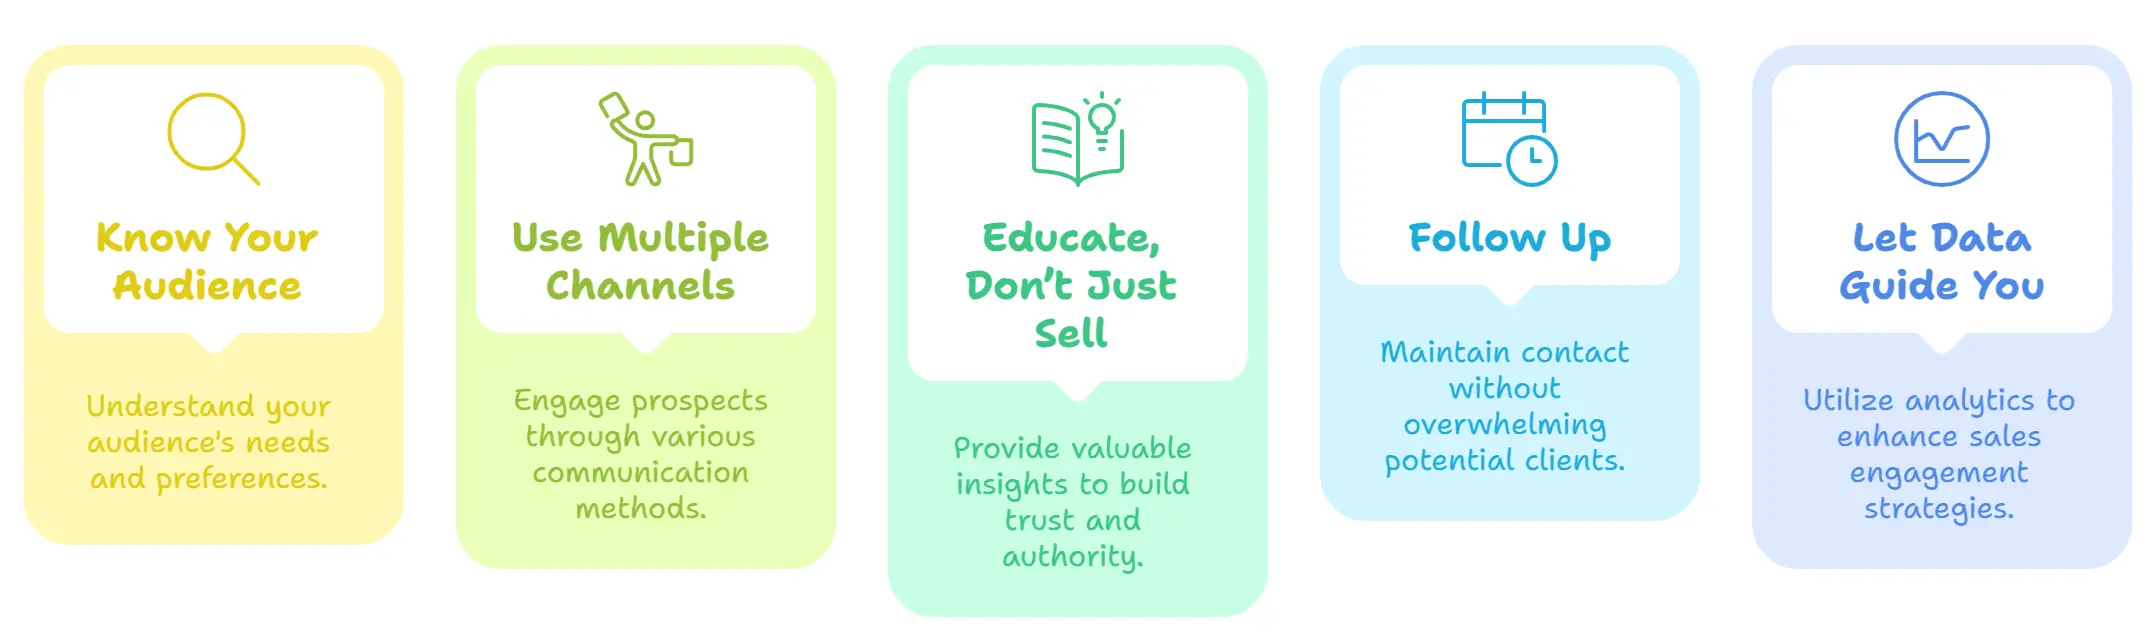 Know Your
Audience
Understand your
audience's needs
and preferences.
Use Multiple
Channels
Engage prospects
through various
communication
methods.
Educate,
Don't Just
Sell
Provide valuable
insights to build
trust and
authority.
Follow Up
Maintain contact
without
overwhelming
potential clients.
Let Data
Guide You
Utilize analytics to
enhance sales
engagement
strategies.